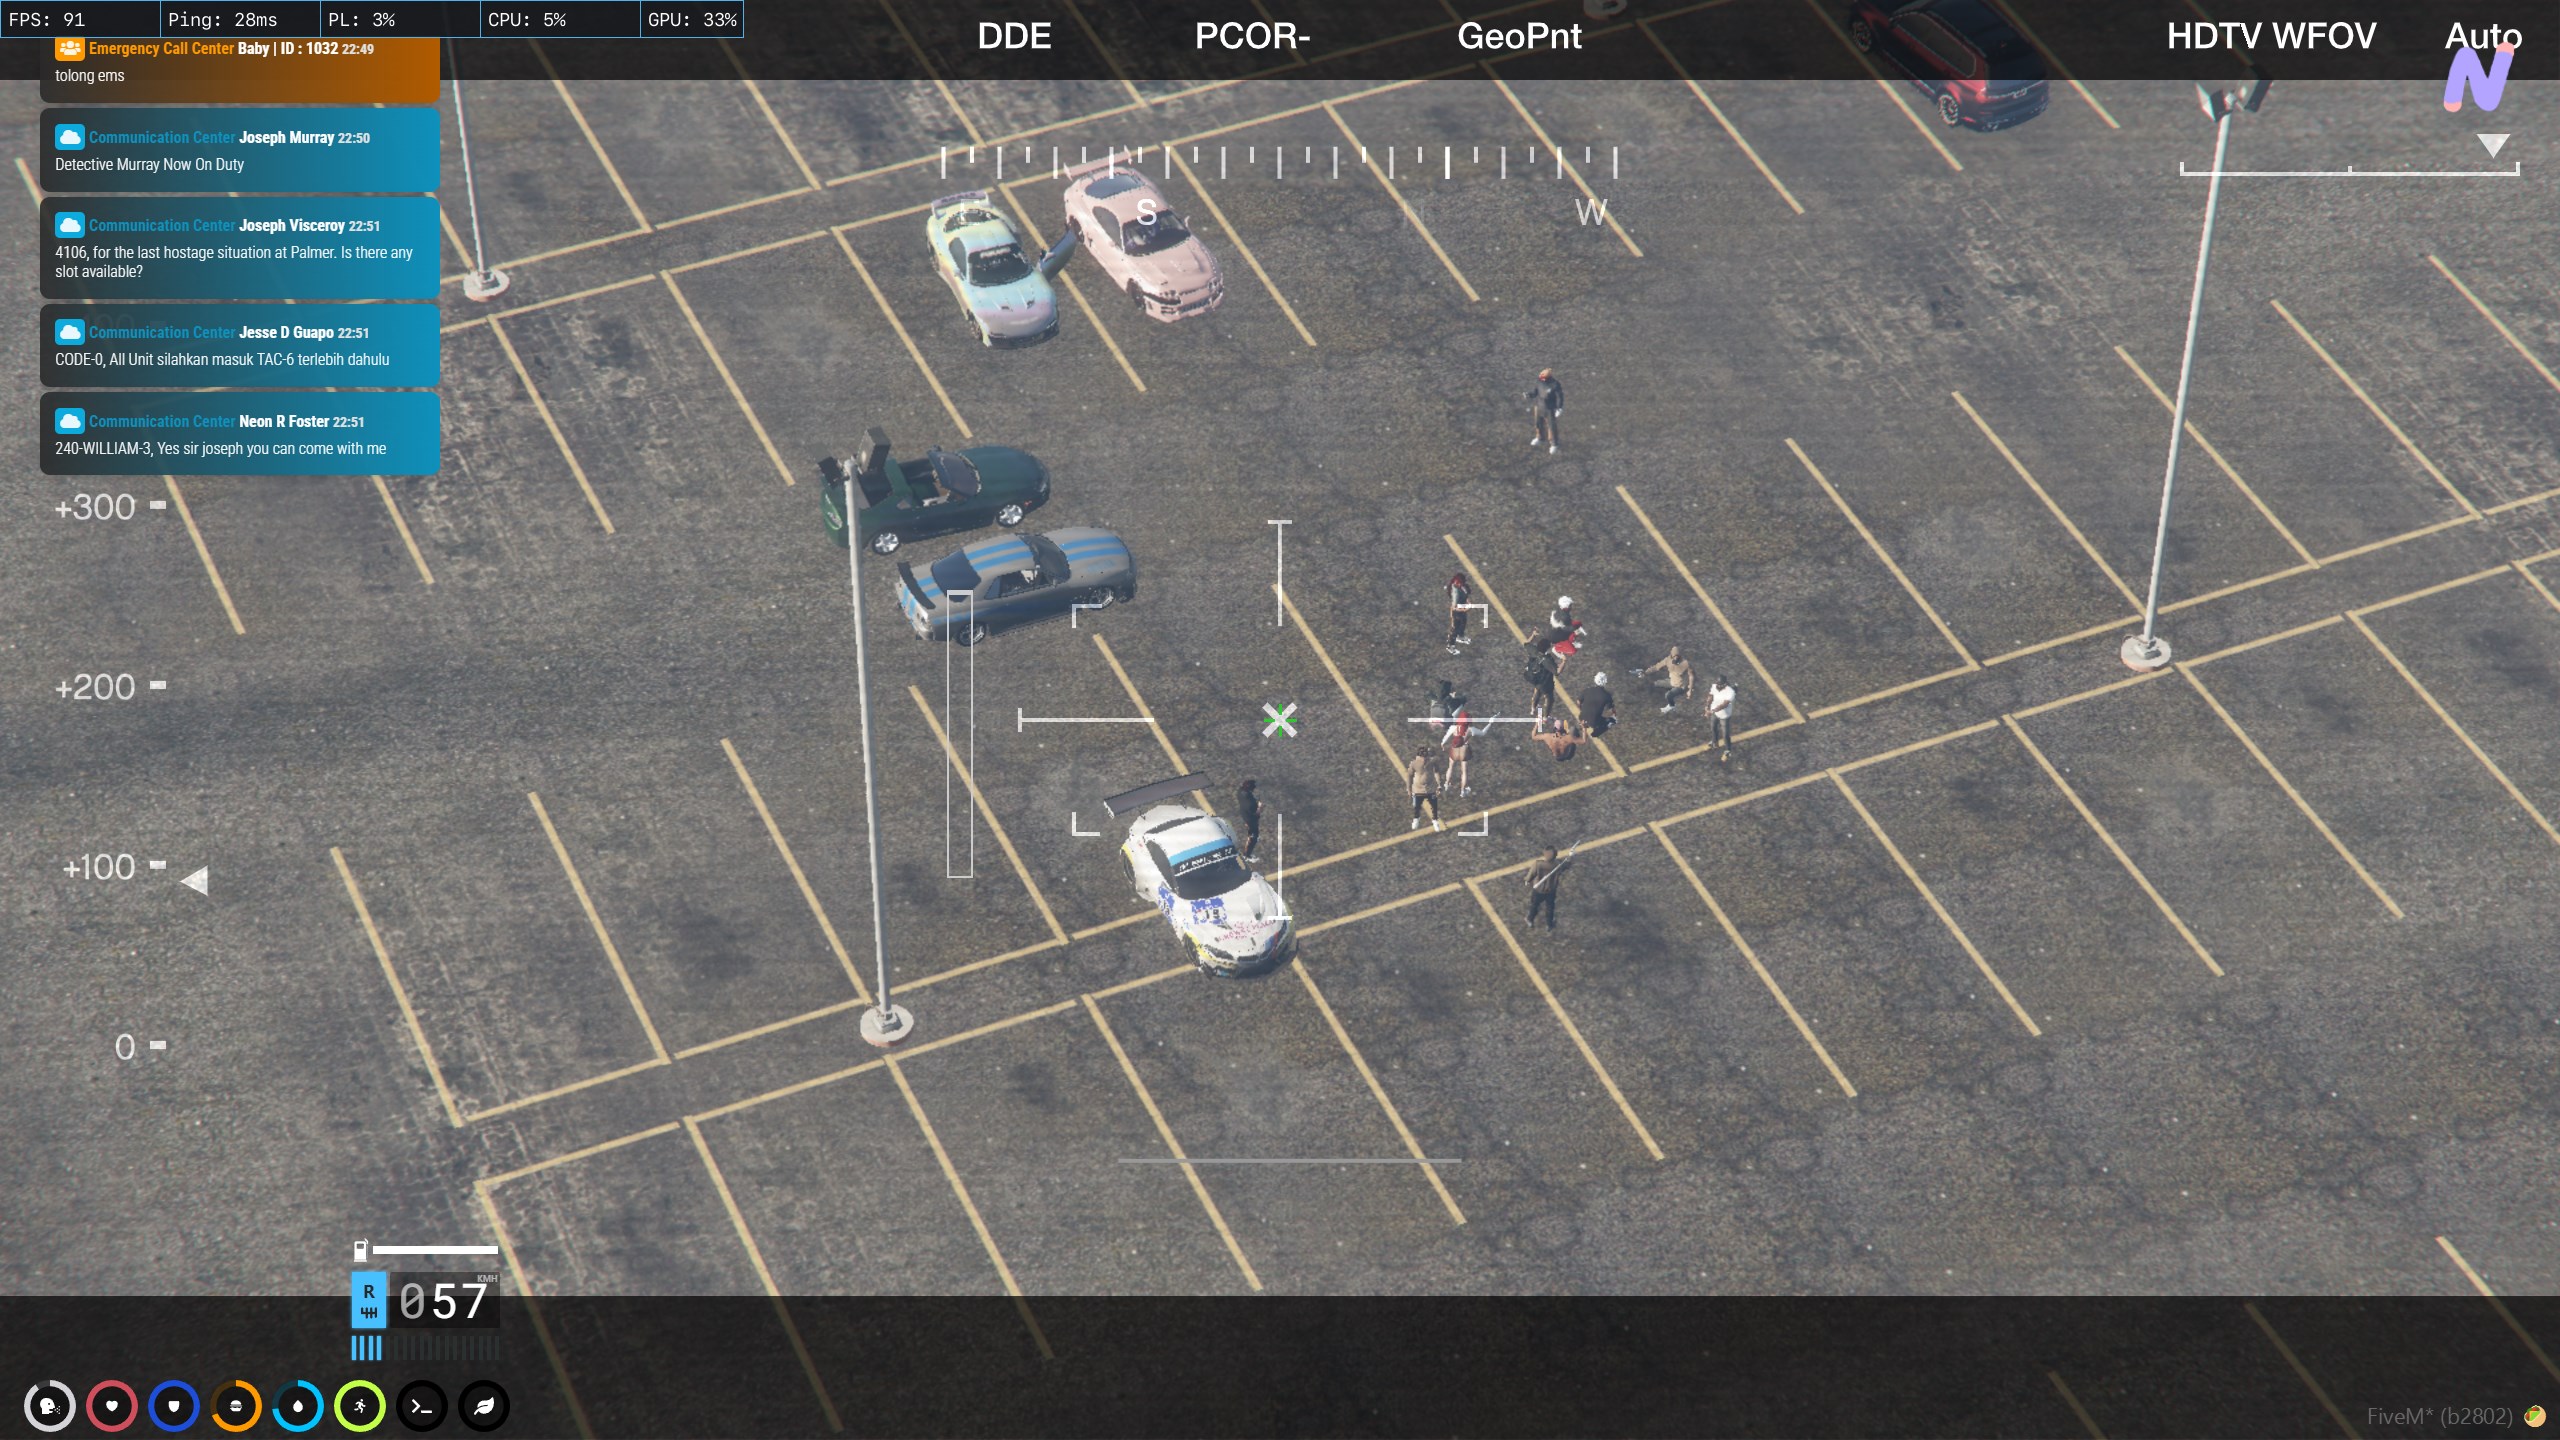 FPS: 91
Ping: 28ms
PL: 3%
CPU: 5%
GPU: 33%
DDE
PCOR-
GeoPnt
HDTV WFOV
Auto
N
Emergency Call Center Baby | ID : 1032 22:49
tolong ems
Communication Center Joseph Murray 22:50
Detective Murray Now On Duty
Communication Center Joseph Visceroy 22:51
4106, for the last hostage situation at Palmer. Is there any
slot available?
Communication Center Jesse D Guapo 22:51
CODE-0, All Unit silahkan masuk TAC-6 terlebih dahulu
Communication Center Neon R Foster 22:51
240-WILLIAM-3, Yes sir joseph you can come with me
E
S
W
+300
+200
+100
0
R
057
KMH
FiveM* (b2802)